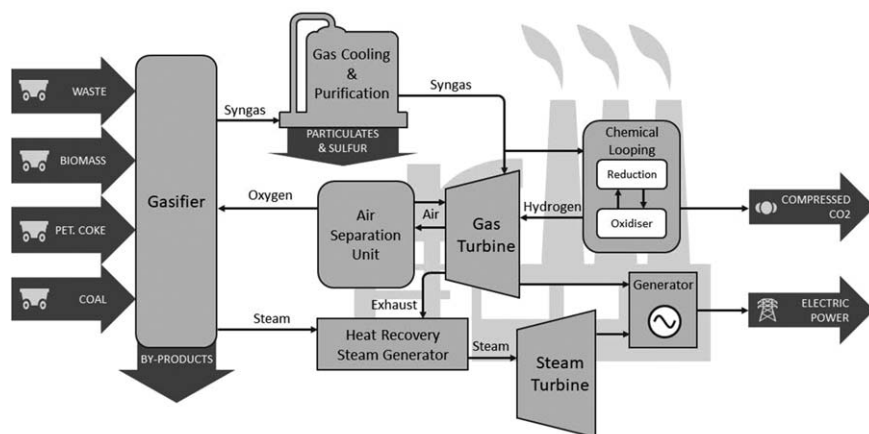 WASTE
BIOMASS
PET. COKE
COAL
Gasifier
BY-PRODUCTS
Syngas
Gas Cooling
&
Purification
PARTICULATES
& SULFUR
Syngas
Chemical
Looping
Reduction
Oxidiser
COMPRESSED
CO2
Oxygen
Air
Separation
Unit
Air
Gas
Turbine
Hydrogen
Exhaust
Steam
Heat Recovery
Steam Generator
Steam
Steam
Turbine
Generator
ELECTRIC
POWER